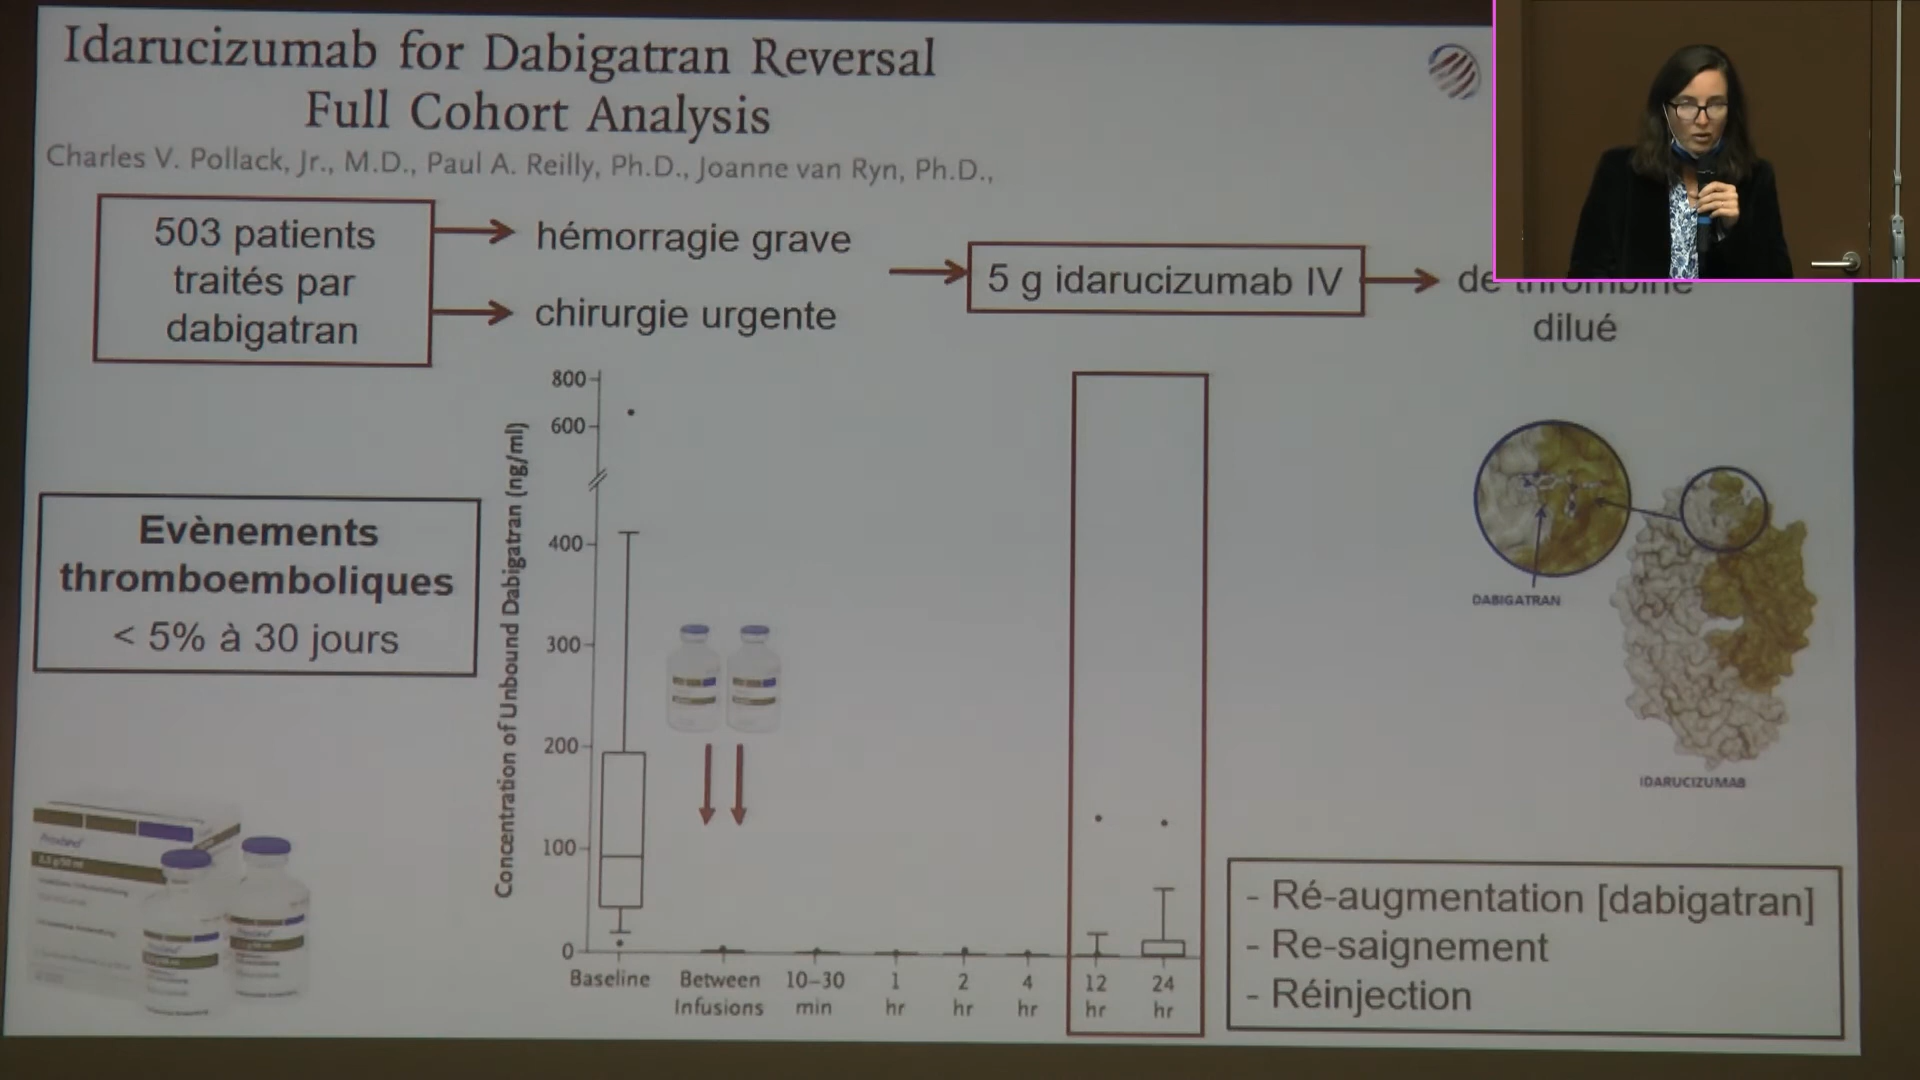 Idarucizumab for Dabigatran Reversal
Full Cohort Analysis
Charles V. Pollack, Jr., M.D., Paul A. Reilly, Ph.D., Joanne van Ryn, Ph.D.,
503 patients
traités par
dabigatran
hémorragie grave
chirurgie urgente
5 g idarucizumab IV
de thrombine
dilué
Evènements
thromboemboliques
< 5% à 30 jours
Concentration of Unbound Dabigatran (ng/ml)
800
600
400
300
200
100
0
Baseline
Between
Infusions
10–30
min
1
hr
2
hr
4
hr
12
hr
24
hr
DABIGATRAN
IDARUCIZUMAB
- Ré-augmentation [dabigatran]
- Re-saignement
- Réinjection